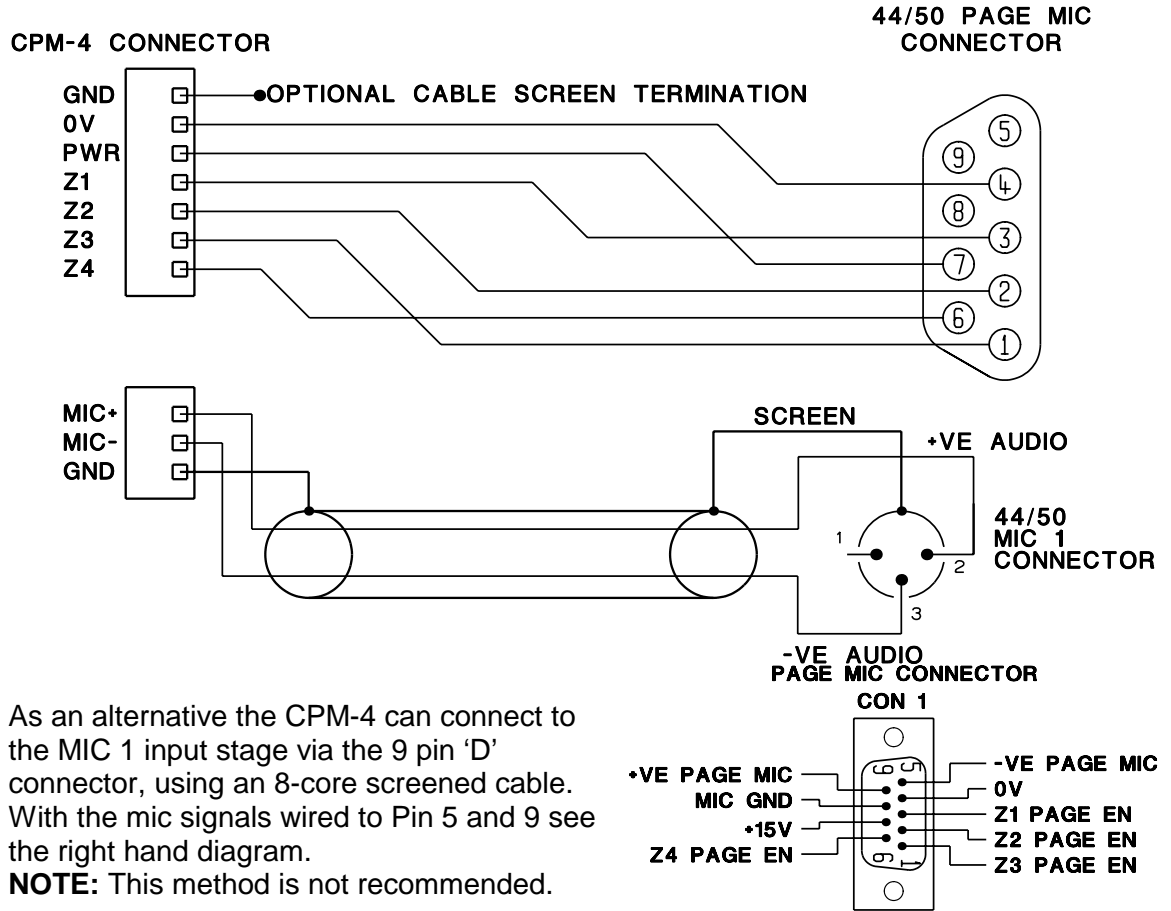 44/50 PAGE MIC
CONNECTOR
CPM-4 CONNECTOR
GND
OPTIONAL CABLE SCREEN TERMINATION
0V
PWR
Z1
Z2
Z3
Z4
5
9
4
8
3
7
2
6
1
MIC+
MIC-
GND
SCREEN
+VE AUDIO
44/50
MIC 1
CONNECTOR
1
2
3
-VE AUDIO
PAGE MIC CONNECTOR
CON 1
As an alternative the CPM-4 can connect to
the MIC 1 input stage via the 9 pin ‘D’
connector, using an 8-core screened cable.
With the mic signals wired to Pin 5 and 9 see
the right hand diagram.
NOTE: This method is not recommended.
+VE PAGE MIC
MIC GND
+15V
Z4 PAGE EN
9
5
6
1
-VE PAGE MIC
0V
Z1 PAGE EN
Z2 PAGE EN
Z3 PAGE EN